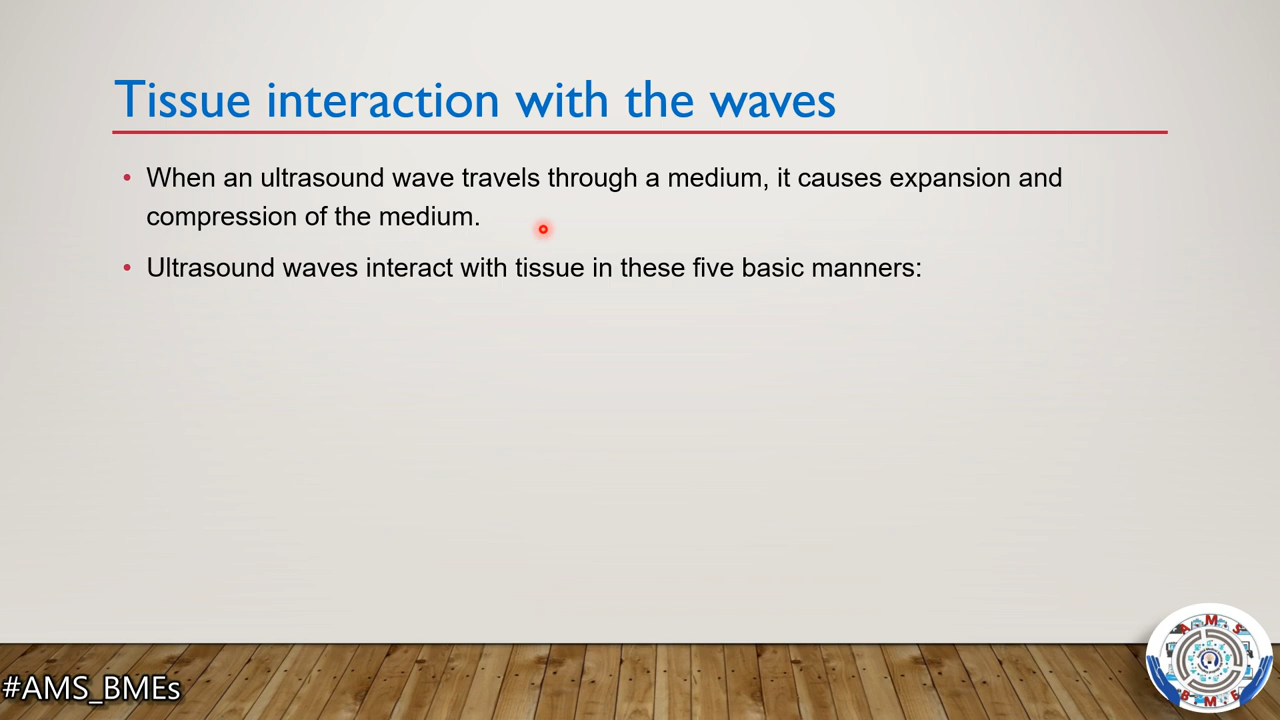 Tissue interaction with the waves
• When an ultrasound wave travels through a medium, it causes expansion and
compression of the medium.
• Ultrasound waves interact with tissue in these five basic manners:
#AMS_BMEs
A M S
B M E